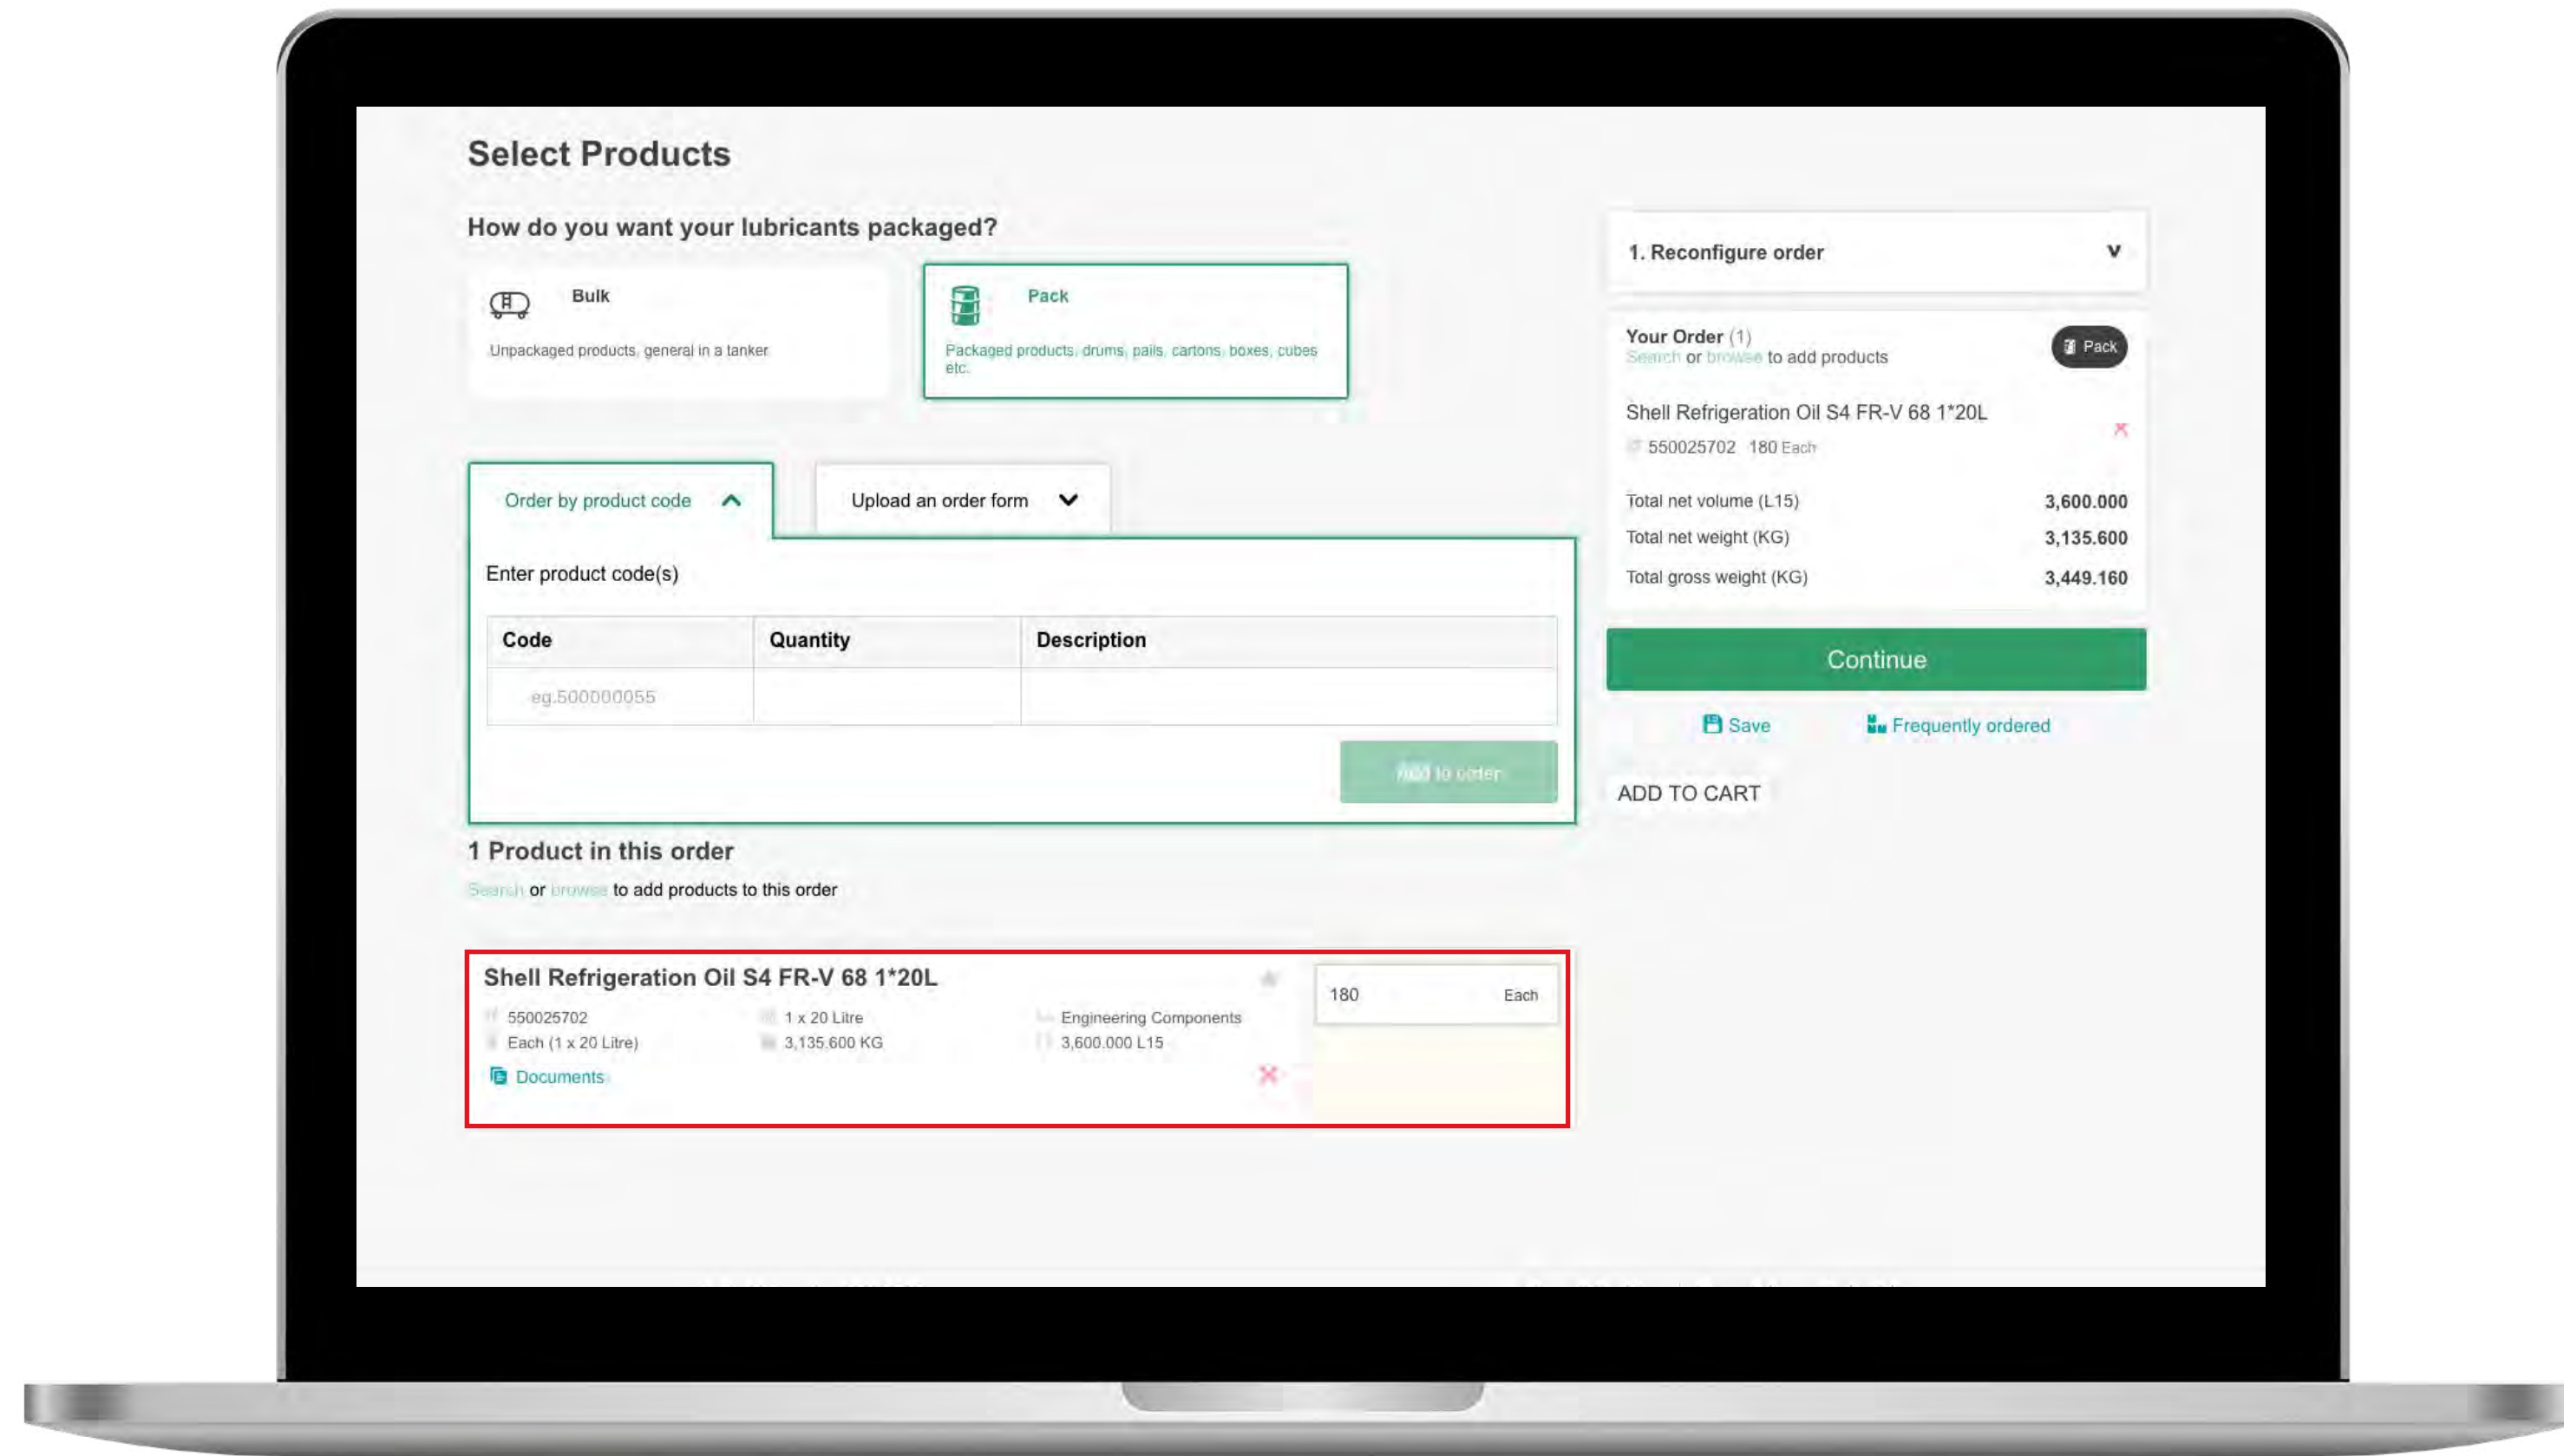 Select Products
How do you want your lubricants packaged?
Bulk
Unpackaged products, general in a tanker
Pack
Packaged products, drums, pails, cartons, boxes, cubes
etc.
Order by product code
Upload an order form
Enter product code(s)
Code Quantity Description
eg.500000055
Add to order
1 Product in this order
Search or browse to add products to this order
Shell Refrigeration Oil S4 FR-V 68 1*20L
180 Each
550025702 1 x 20 Litre Engineering Components
Each (1 x 20 Litre) 3,135.600 KG 3,600.000 L15
Documents
1. Reconfigure order
Your Order (1)
Search or browse to add products
Pack
Shell Refrigeration Oil S4 FR-V 68 1*20L
550025702 180 Each
Total net volume (L15) 3,600.000
Total net weight (KG) 3,135.600
Total gross weight (KG) 3,449.160
Continue
Save Frequently ordered
ADD TO CART